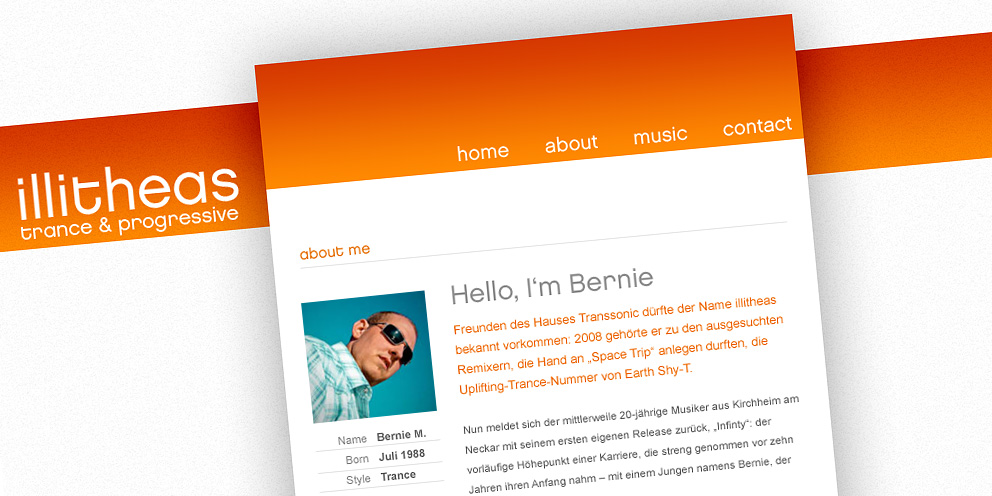 illitheas
trance & progressive
home about music contact
about me
Hello, I'm Bernie
Freunden des Hauses Transsonic dürfte der Name illitheas
bekannt vorkommen: 2008 gehörte er zu den ausgesuchten
Remixern, die Hand an „Space Trip“ anlegen durften, die
Uplifting-Trance-Nummer von Earth Shy-T.
Nun meldet sich der mittlerweile 20-jährige Musiker aus Kirchheim am
Neckar mit seinem ersten eigenen Release zurück, „Infinty“: der
vorläufige Höhepunkt einer Karriere, die streng genommen vor zehn
Jahren ihren Anfang nahm – mit einem Jungen namens Bernie, der
Name Bernie M.
Born Juli 1988
Style Trance